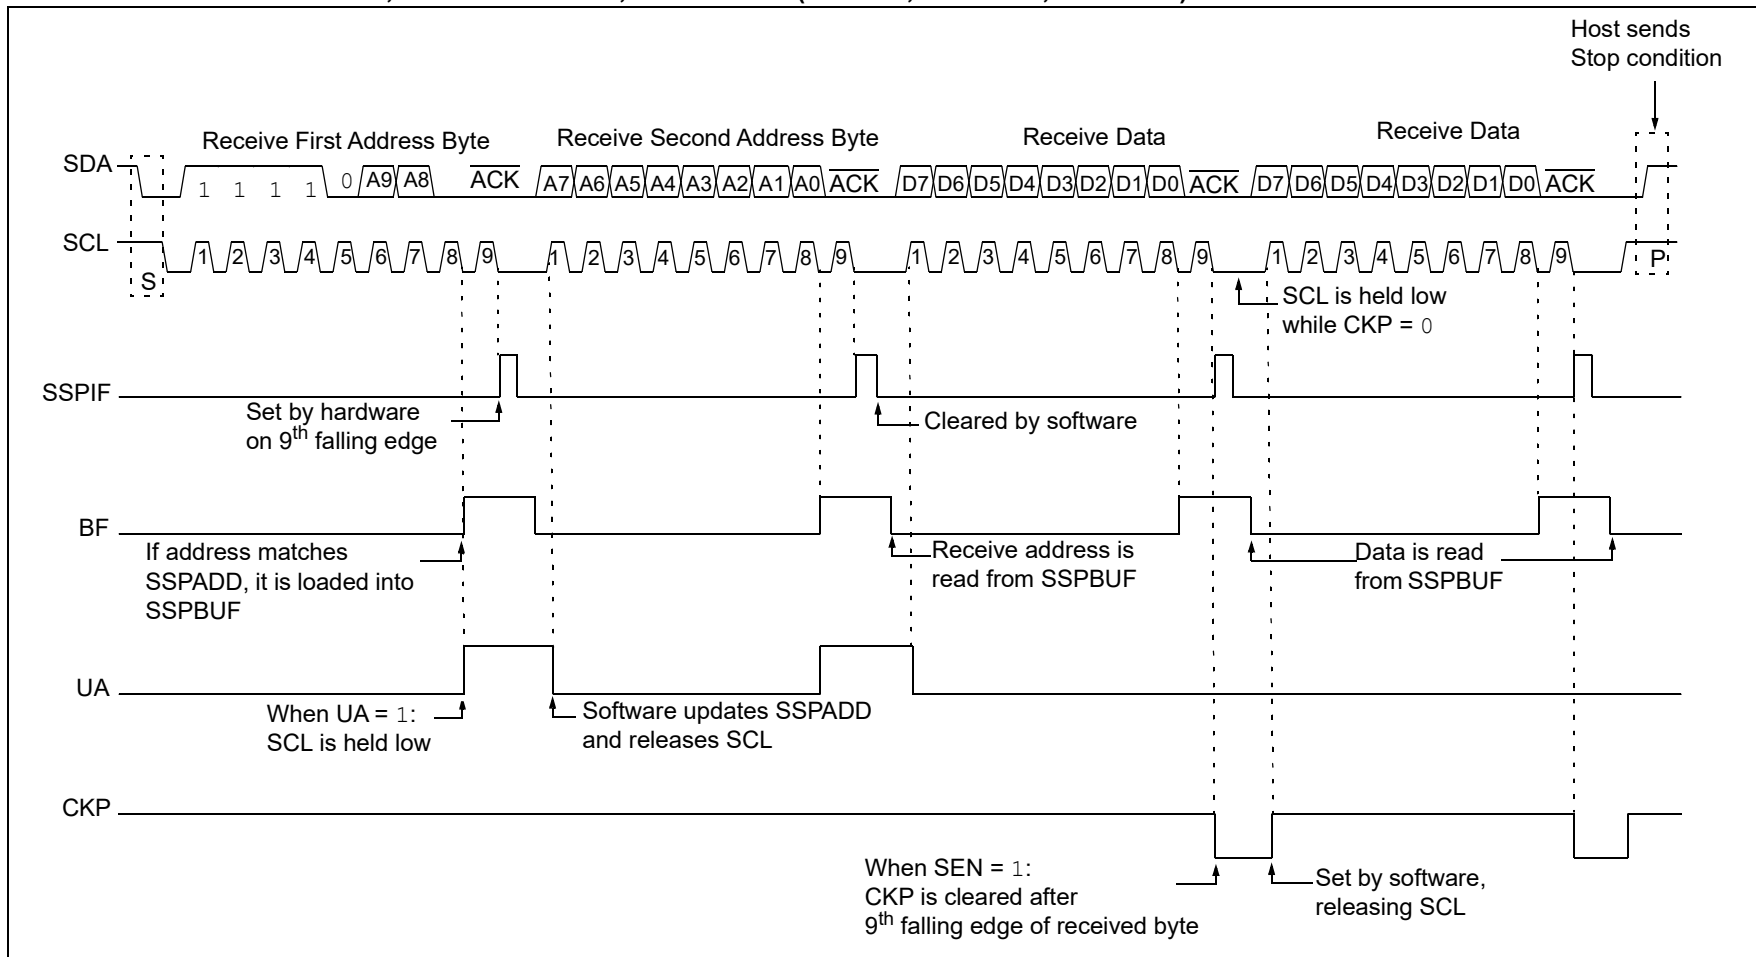 Host sends
Stop condition
Receive First Address Byte
Receive Second Address Byte
Receive Data
Receive Data
SDA
1 1 1 1 0 A9 A8 ACK A7 A6 A5 A4 A3 A2 A1 A0 ACK D7 D6 D5 D4 D3 D2 D1 D0 ACK D7 D6 D5 D4 D3 D2 D1 D0 ACK
SCL
S 1 2 3 4 5 6 7 8 9 1 2 3 4 5 6 7 8 9 1 2 3 4 5 6 7 8 9 1 2 3 4 5 6 7 8 9 P
SCL is held low
while CKP = 0
SSPIF
Set by hardware
on 9th falling edge
Cleared by software
BF
If address matches
SSPADD, it is loaded into
SSPBUF
Receive address is
read from SSPBUF
Data is read
from SSPBUF
UA
When UA = 1:
SCL is held low
Software updates SSPADD
and releases SCL
CKP
When SEN = 1:
CKP is cleared after
9th falling edge of received byte
Set by software,
releasing SCL